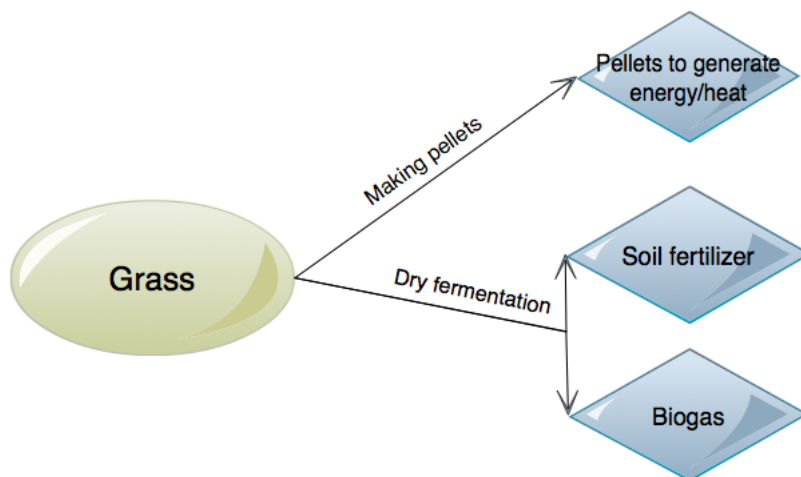 Pellets to generate
energy/heat
Making pellets
Grass
Dry fermentation
Soil fertilizer
Biogas